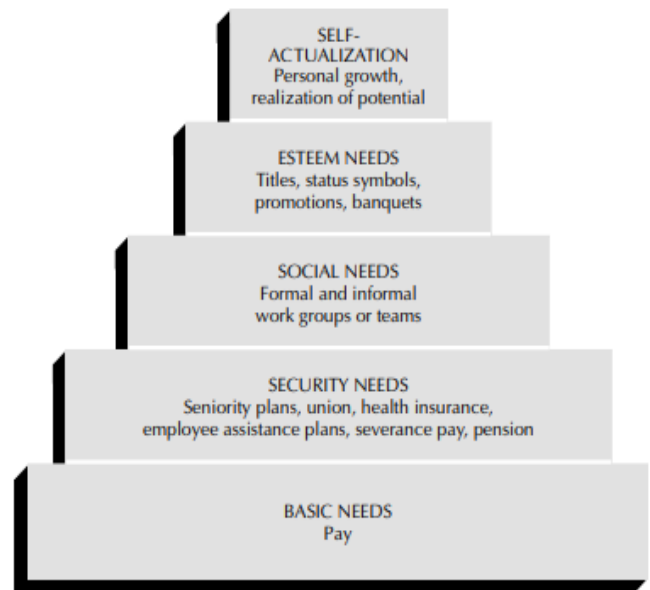 SELF-
ACTUALIZATION
Personal growth,
realization of potential
ESTEEM NEEDS
Titles, status symbols,
promotions, banquets
SOCIAL NEEDS
Formal and informal
work groups or teams
SECURITY NEEDS
Seniority plans, union, health insurance,
employee assistance plans, severance pay, pension
BASIC NEEDS
Pay